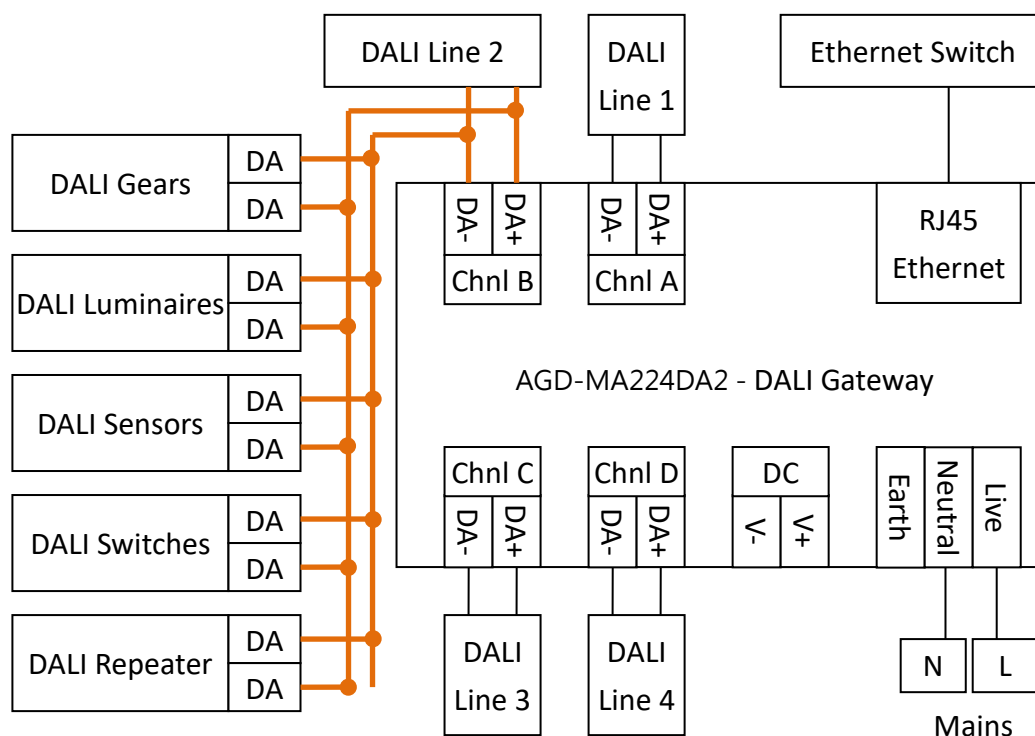 DALI Line 2
DALI
Line 1
Ethernet Switch
DALI Gears
DA
DA
DA-
DA+
Chnl B
DA-
DA+
Chnl A
RJ45
Ethernet
DALI Luminaires
DA
DA
AGD-MA224DA2 - DALI Gateway
DALI Sensors
DA
DA
Chnl C
DA-
DA+
Chnl D
DA-
DA+
DC
V-
V+
Earth
Neutral
Live
DALI Switches
DA
DA
DALI Repeater
DA
DA
DALI
Line 3
DALI
Line 4
N
L
Mains